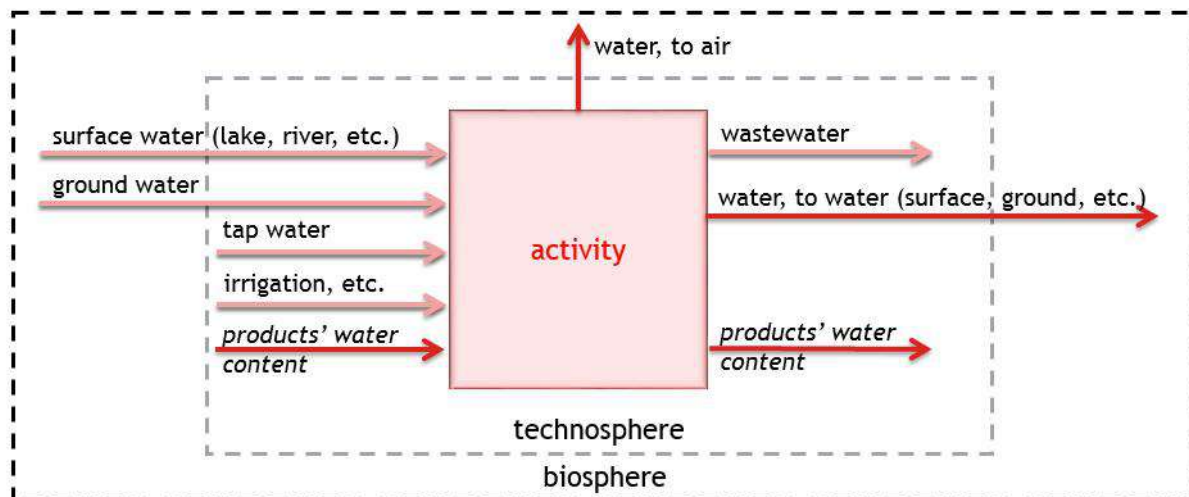 water, to air
surface water (lake, river, etc.)
wastewater
ground water
water, to water (surface, ground, etc.)
tap water
activity
irrigation, etc.
products’ water
content
products’ water
content
technosphere
biosphere